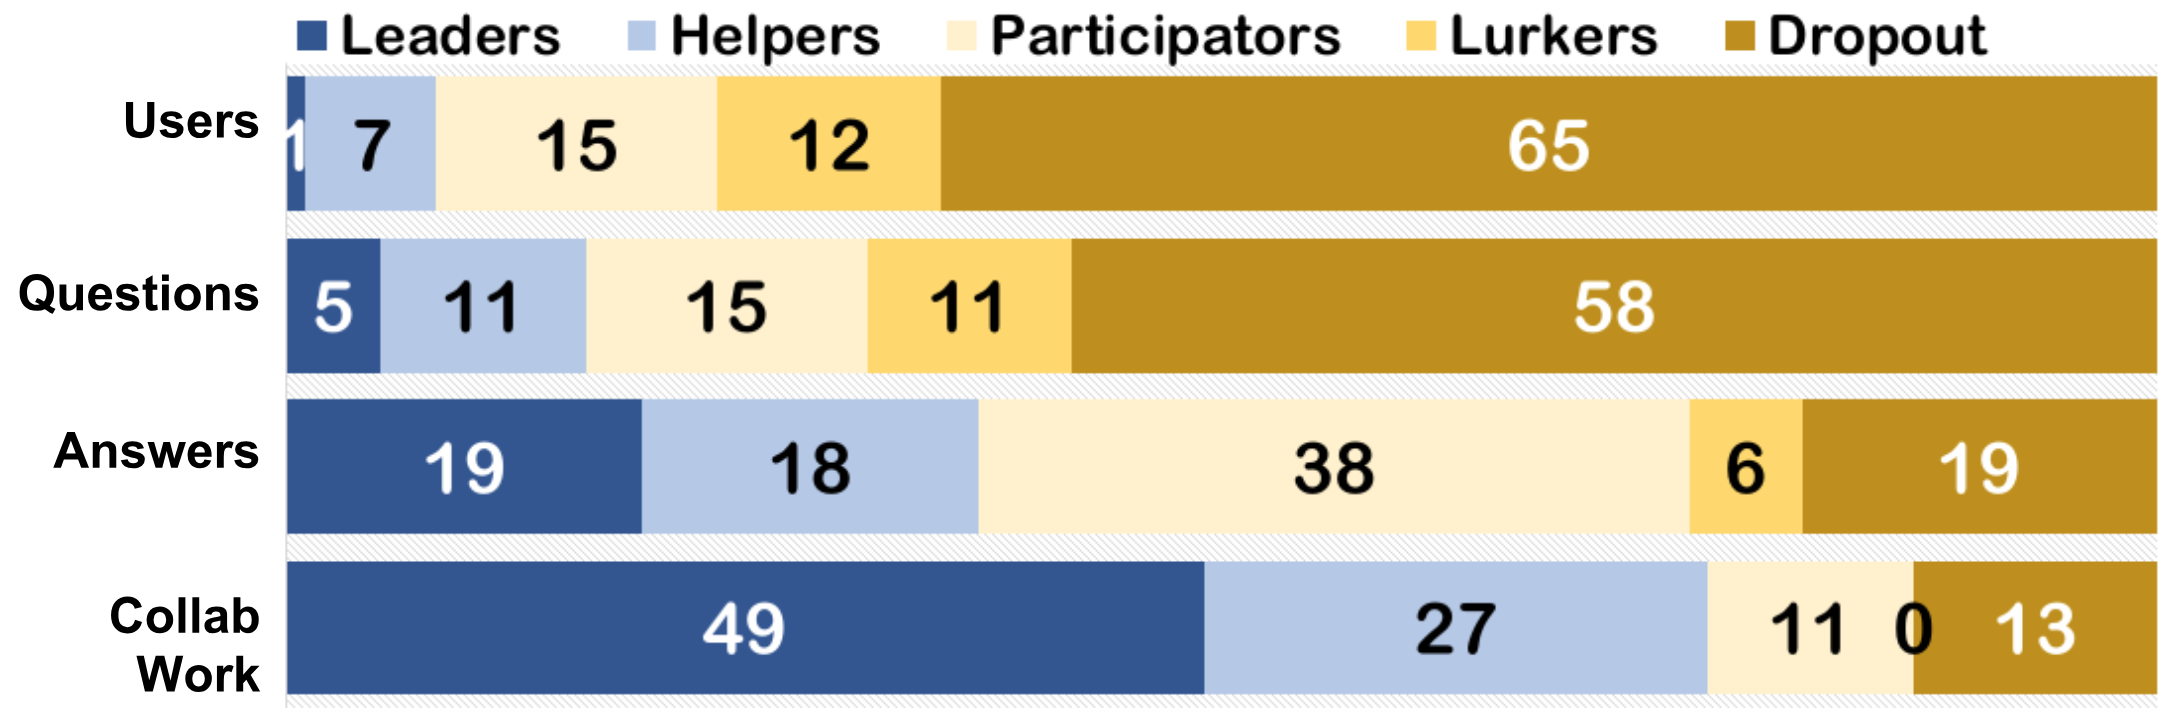 Leaders Helpers Participators Lurkers Dropout
Users 1 7 15 12 65
Questions 5 11 15 11 58
Answers 19 18 38 6 19
Collab
Work 49 27 11 0 13